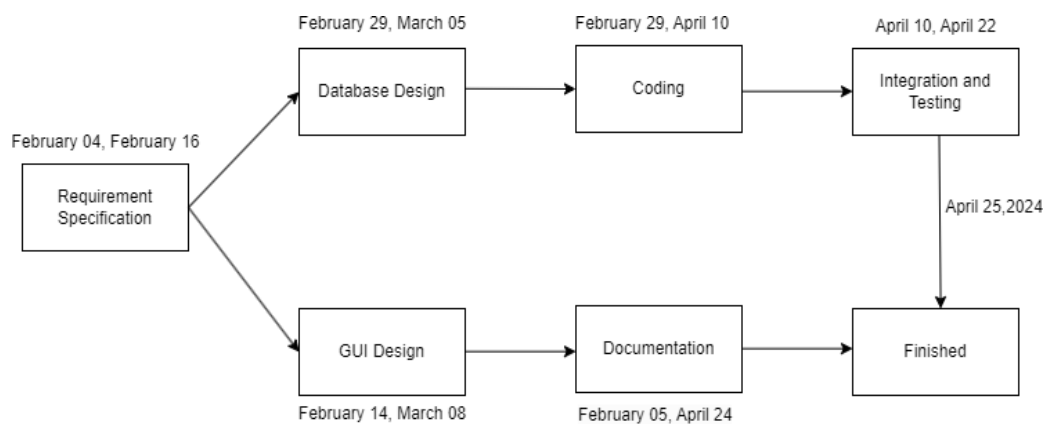 February 29, March 05
February 29, April 10
April 10, April 22
Database Design
Coding
Integration and
Testing
February 04, February 16
Requirement
Specification
April 25,2024
GUI Design
Documentation
Finished
February 14, March 08
February 05, April 24